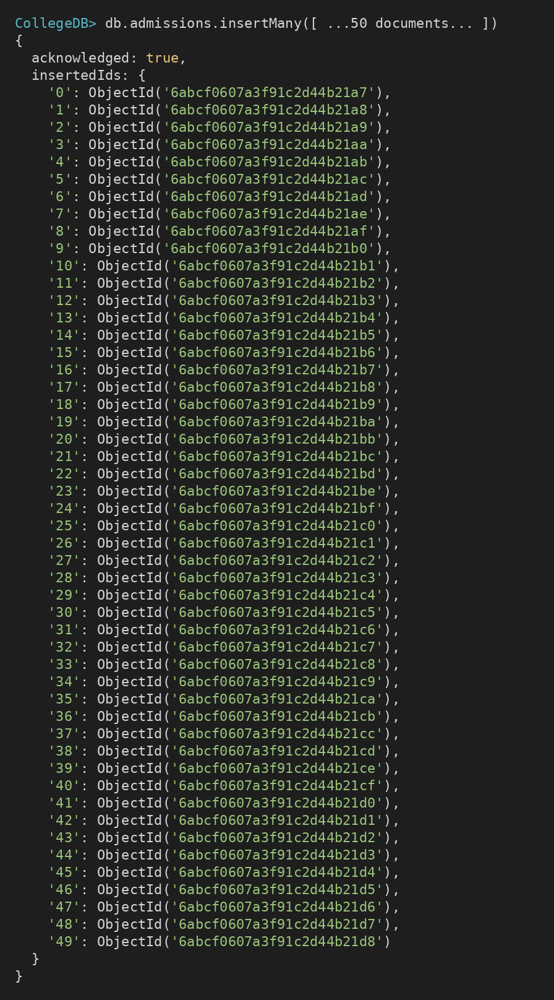 CollegeDB> db.admissions.insertMany([ ...50 documents... ])
{
  acknowledged: true,
  insertedIds: {
    '0': ObjectId('6abcf0607a3f91c2d44b21a7'),
    '1': ObjectId('6abcf0607a3f91c2d44b21a8'),
    '2': ObjectId('6abcf0607a3f91c2d44b21a9'),
    '3': ObjectId('6abcf0607a3f91c2d44b21aa'),
    '4': ObjectId('6abcf0607a3f91c2d44b21ab'),
    '5': ObjectId('6abcf0607a3f91c2d44b21ac'),
    '6': ObjectId('6abcf0607a3f91c2d44b21ad'),
    '7': ObjectId('6abcf0607a3f91c2d44b21ae'),
    '8': ObjectId('6abcf0607a3f91c2d44b21af'),
    '9': ObjectId('6abcf0607a3f91c2d44b21b0'),
    '10': ObjectId('6abcf0607a3f91c2d44b21b1'),
    '11': ObjectId('6abcf0607a3f91c2d44b21b2'),
    '12': ObjectId('6abcf0607a3f91c2d44b21b3'),
    '13': ObjectId('6abcf0607a3f91c2d44b21b4'),
    '14': ObjectId('6abcf0607a3f91c2d44b21b5'),
    '15': ObjectId('6abcf0607a3f91c2d44b21b6'),
    '16': ObjectId('6abcf0607a3f91c2d44b21b7'),
    '17': ObjectId('6abcf0607a3f91c2d44b21b8'),
    '18': ObjectId('6abcf0607a3f91c2d44b21b9'),
    '19': ObjectId('6abcf0607a3f91c2d44b21ba'),
    '20': ObjectId('6abcf0607a3f91c2d44b21bb'),
    '21': ObjectId('6abcf0607a3f91c2d44b21bc'),
    '22': ObjectId('6abcf0607a3f91c2d44b21bd'),
    '23': ObjectId('6abcf0607a3f91c2d44b21be'),
    '24': ObjectId('6abcf0607a3f91c2d44b21bf'),
    '25': ObjectId('6abcf0607a3f91c2d44b21c0'),
    '26': ObjectId('6abcf0607a3f91c2d44b21c1'),
    '27': ObjectId('6abcf0607a3f91c2d44b21c2'),
    '28': ObjectId('6abcf0607a3f91c2d44b21c3'),
    '29': ObjectId('6abcf0607a3f91c2d44b21c4'),
    '30': ObjectId('6abcf0607a3f91c2d44b21c5'),
    '31': ObjectId('6abcf0607a3f91c2d44b21c6'),
    '32': ObjectId('6abcf0607a3f91c2d44b21c7'),
    '33': ObjectId('6abcf0607a3f91c2d44b21c8'),
    '34': ObjectId('6abcf0607a3f91c2d44b21c9'),
    '35': ObjectId('6abcf0607a3f91c2d44b21ca'),
    '36': ObjectId('6abcf0607a3f91c2d44b21cb'),
    '37': ObjectId('6abcf0607a3f91c2d44b21cc'),
    '38': ObjectId('6abcf0607a3f91c2d44b21cd'),
    '39': ObjectId('6abcf0607a3f91c2d44b21ce'),
    '40': ObjectId('6abcf0607a3f91c2d44b21cf'),
    '41': ObjectId('6abcf0607a3f91c2d44b21d0'),
    '42': ObjectId('6abcf0607a3f91c2d44b21d1'),
    '43': ObjectId('6abcf0607a3f91c2d44b21d2'),
    '44': ObjectId('6abcf0607a3f91c2d44b21d3'),
    '45': ObjectId('6abcf0607a3f91c2d44b21d4'),
    '46': ObjectId('6abcf0607a3f91c2d44b21d5'),
    '47': ObjectId('6abcf0607a3f91c2d44b21d6'),
    '48': ObjectId('6abcf0607a3f91c2d44b21d7'),
    '49': ObjectId('6abcf0607a3f91c2d44b21d8')
  }
}